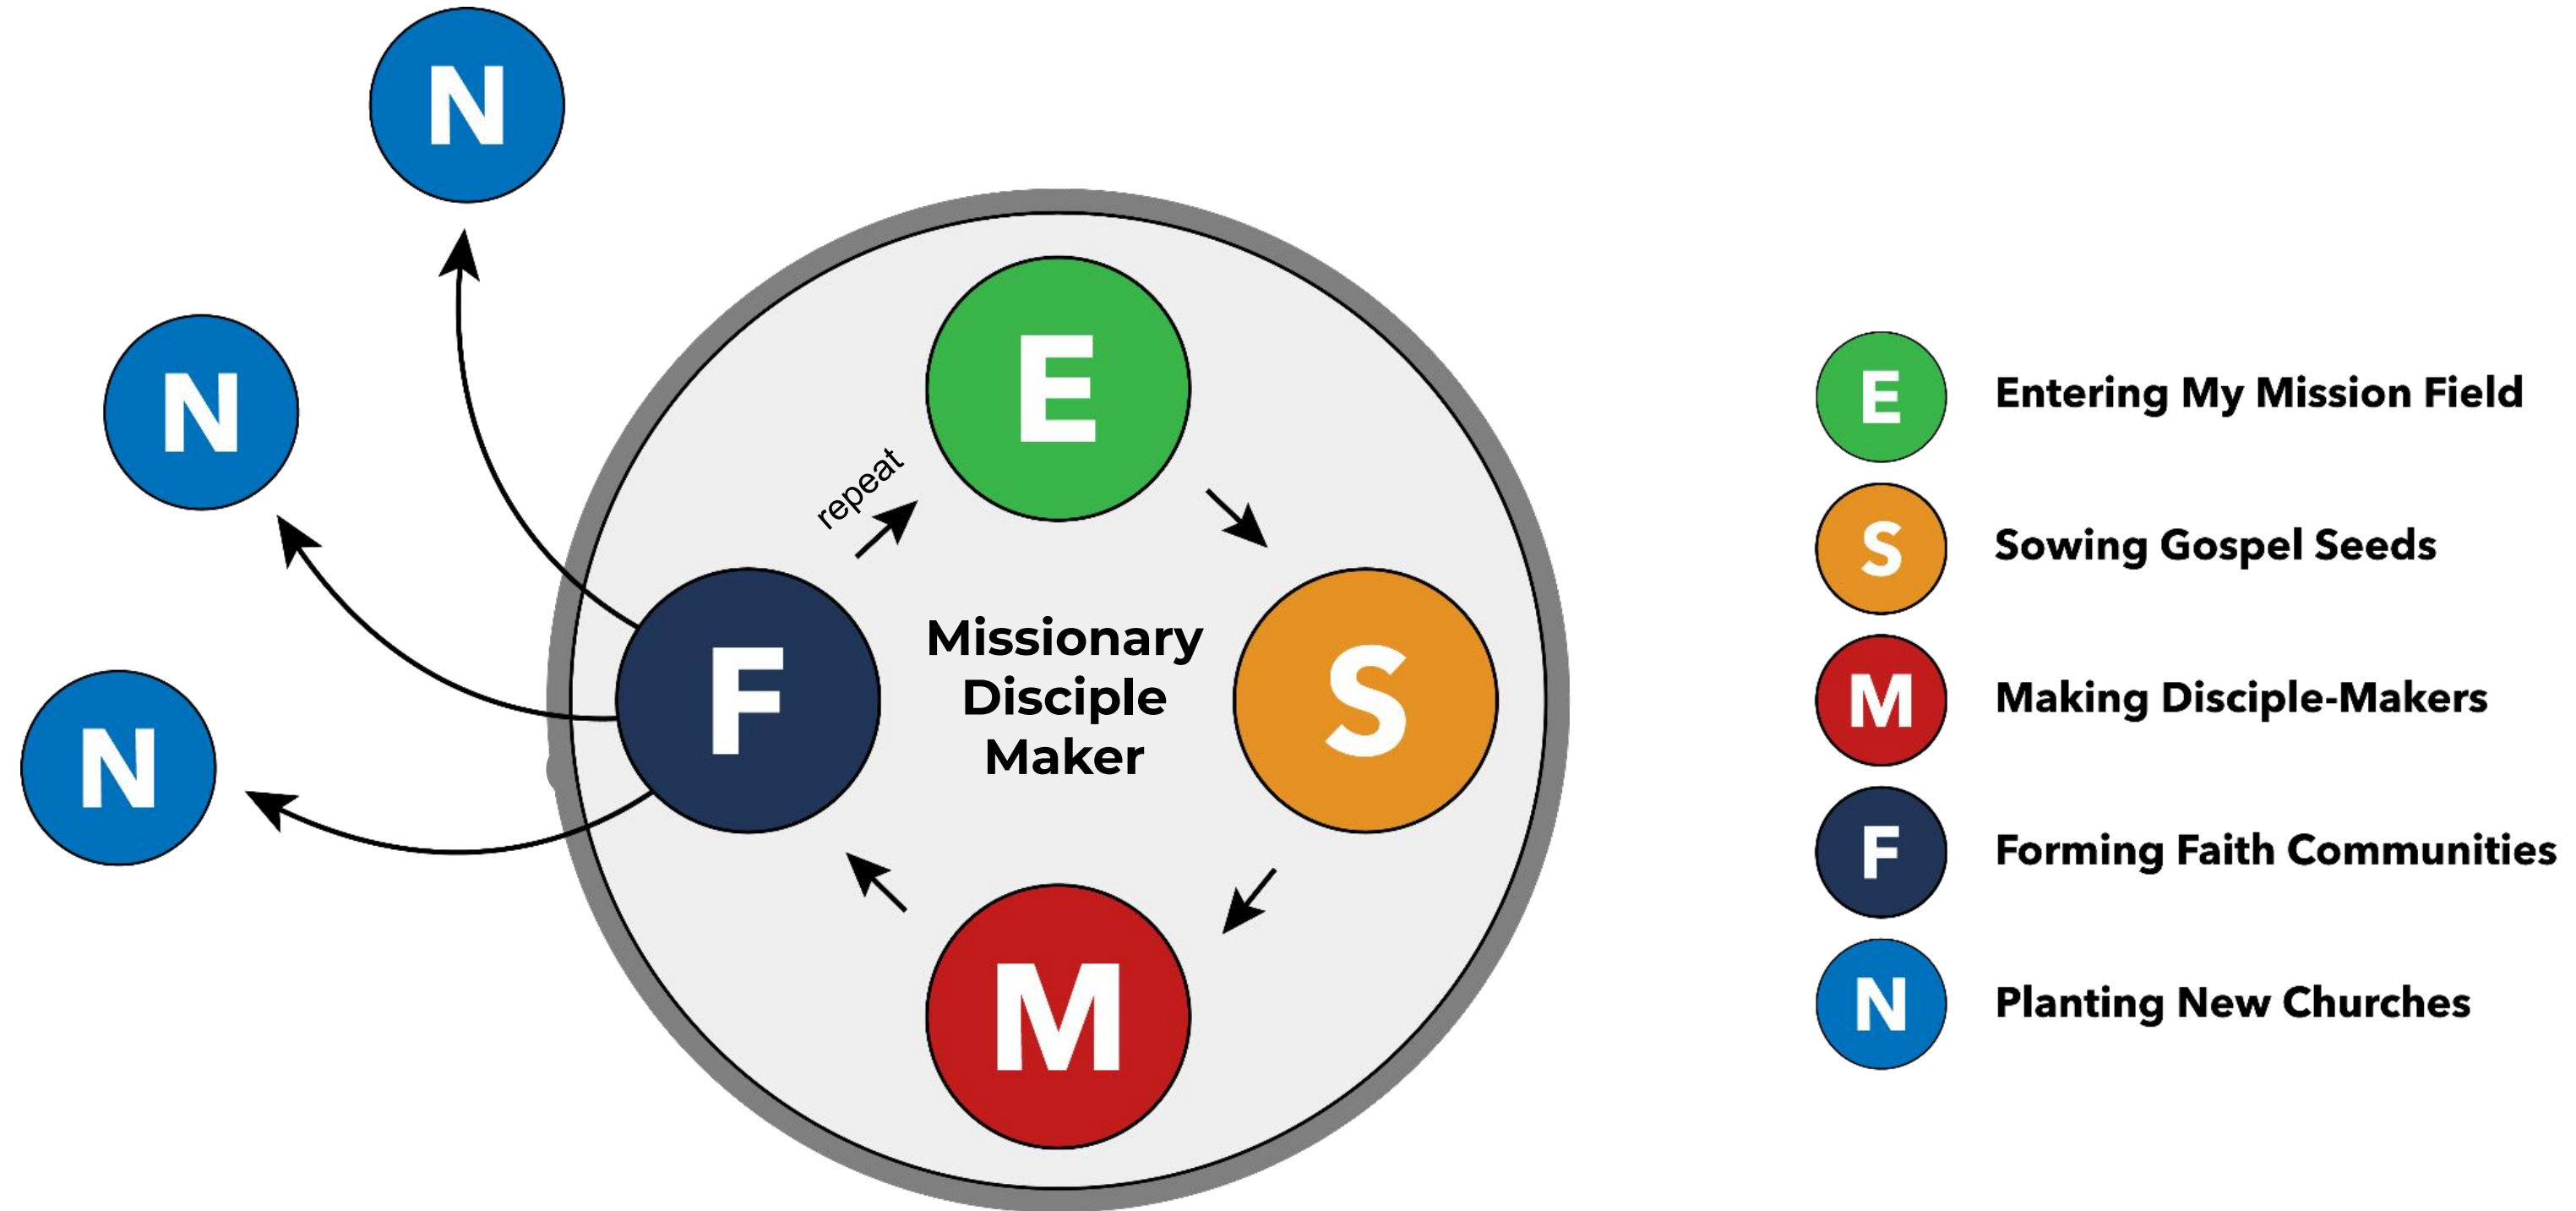 N
N
N
E
repeat
F
Missionary
Disciple
Maker
S
M
E Entering My Mission Field
S Sowing Gospel Seeds
M Making Disciple-Makers
F Forming Faith Communities
N Planting New Churches